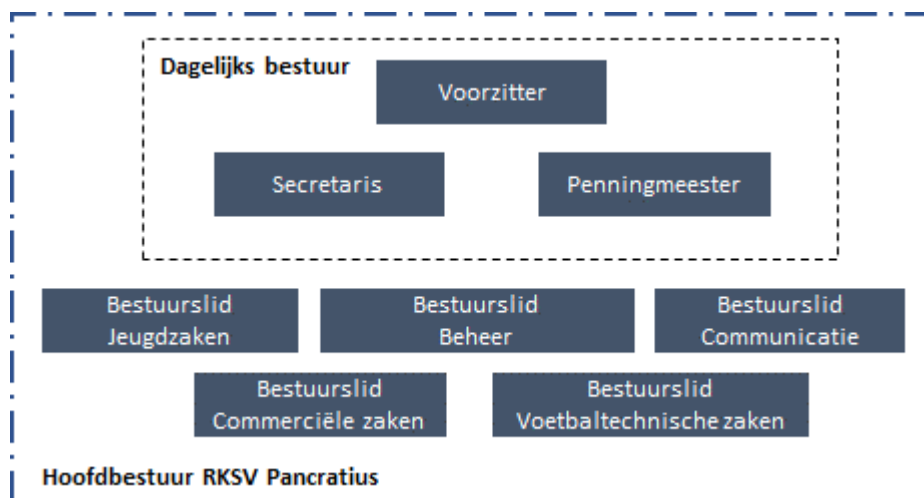 Dagelijks bestuur
Voorzitter
Secretaris
Penningmeester
Bestuurslid
Jeugdzaken
Bestuurslid
Beheer
Bestuurslid
Communicatie
Bestuurslid
Commerciële zaken
Bestuurslid
Voetbaltechnische zaken
Hoofdbestuur RKSV Pancratius